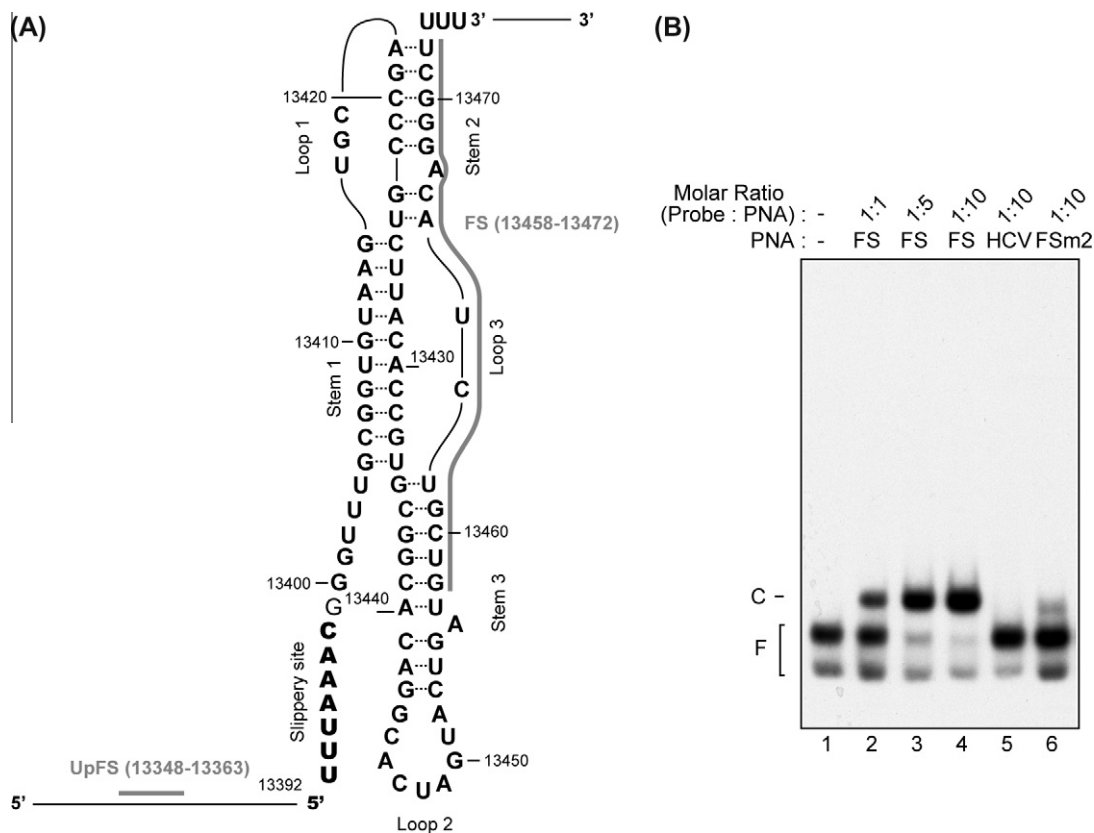 (A)
UUU 3' 3'
A U
G C
13420 C G 13470
C C G
G C G
U A
G C
U A
Loop 1
Stem 2
FS (13458-13472)
G C
A U
A U U
U A
13410 G C
U A 13430
G C C
G C
C G
G U
Stem 1
Loop 3
U G U
U C G
U G C 13460
G G U
13400 G C G
G 13440 A U
C C A
A A G
A G U
A G C
U C A
U A U
U C G 13450
U A
Stem 3
Slippery site
UpFS (13348-13363)
13392
5' 5'
Loop 2
(B)
Molar Ratio
(Probe : PNA) : - 1:1 1:5 1:10 1:10 1:10
PNA : - FS FS FS HCV FSm2
C
F
1 2 3 4 5 6